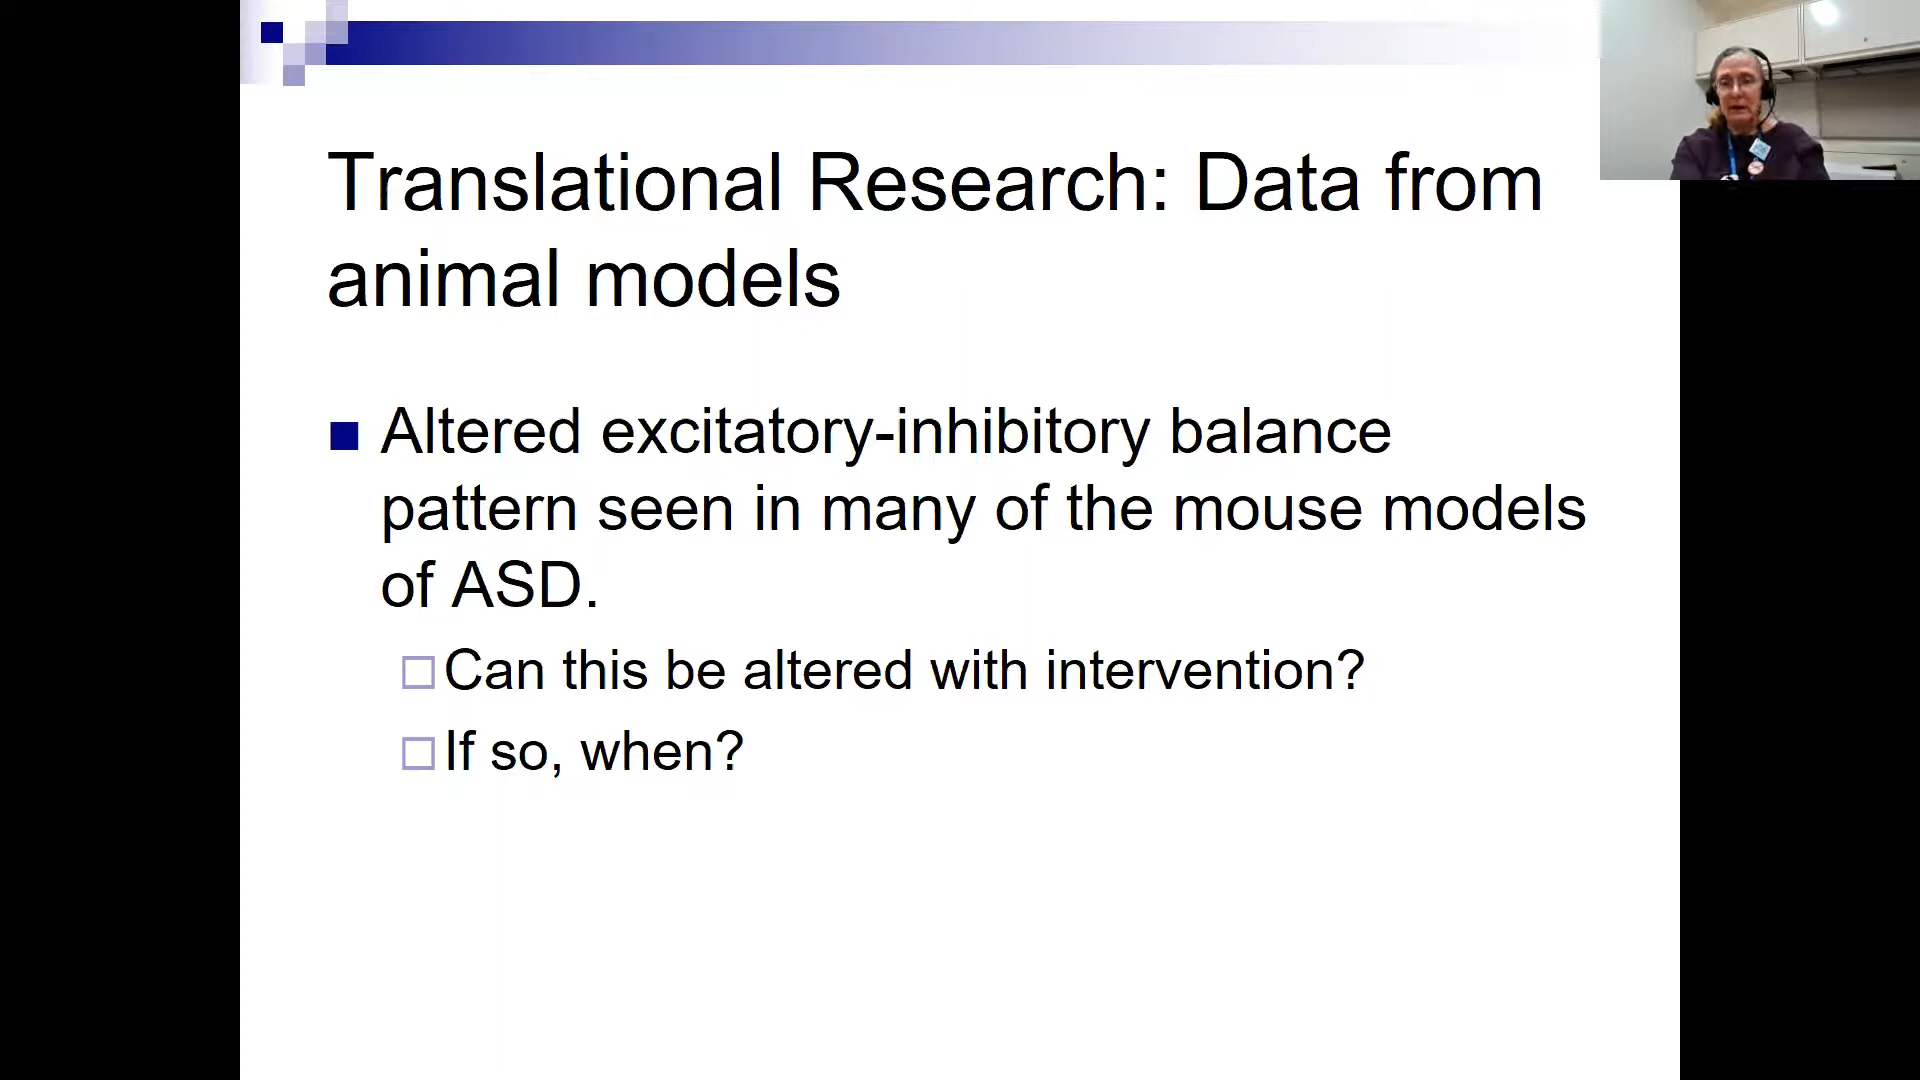 Translational Research: Data from
animal models
Altered excitatory-inhibitory balance
pattern seen in many of the mouse models
of ASD.
Can this be altered with intervention?
If so, when?